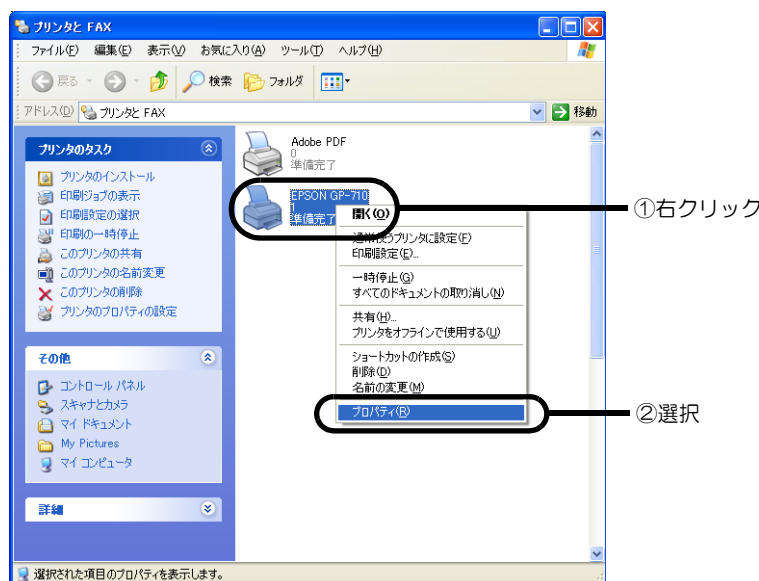 プリンタと FAX
ファイル(F) 編集(E) 表示(V) お気に入り(A) ツール(T) ヘルプ(H)
戻る 検索 フォルダ
アドレス(D) プリンタと FAX 移動
プリンタのタスク
プリンタのインストール
印刷ジョブの表示
印刷設定の選択
印刷の一時停止
このプリンタの共有
このプリンタの名前変更
このプリンタの削除
プリンタのプロパティの設定
その他
コントロール パネル
スキャナとカメラ
マイ ドキュメント
My Pictures
マイ コンピュータ
詳細
Adobe PDF
0
準備完了
EPSON GP-710
1
準備完了
開く(O)
通常使うプリンタに設定(F)
印刷設定(E)...
一時停止(G)
すべてのドキュメントの取り消し(N)
共有(H)...
プリンタをオフラインで使用する(U)
ショートカットの作成(S)
削除(D)
名前の変更(M)
プロパティ(R)
①右クリック
②選択
選択された項目のプロパティを表示します。